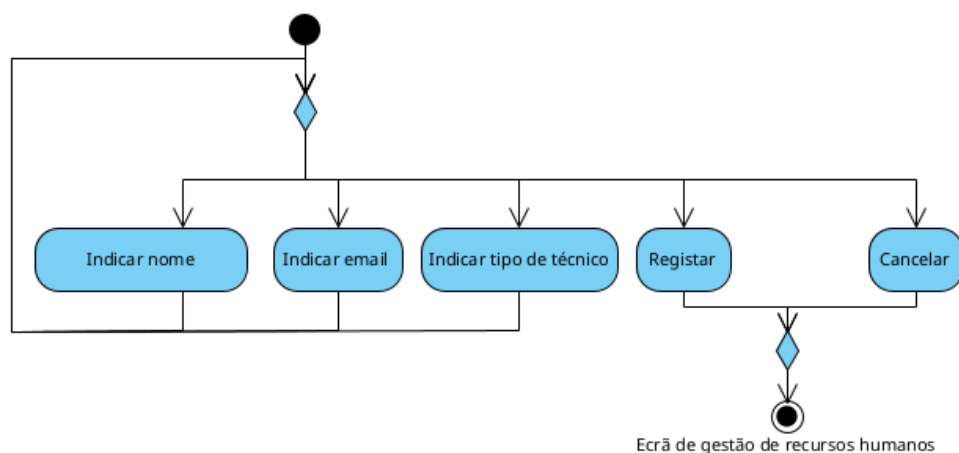 Indicar nome
Indicar email
Indicar tipo de técnico
Registar
Cancelar
Ecrã de gestão de recursos humanos